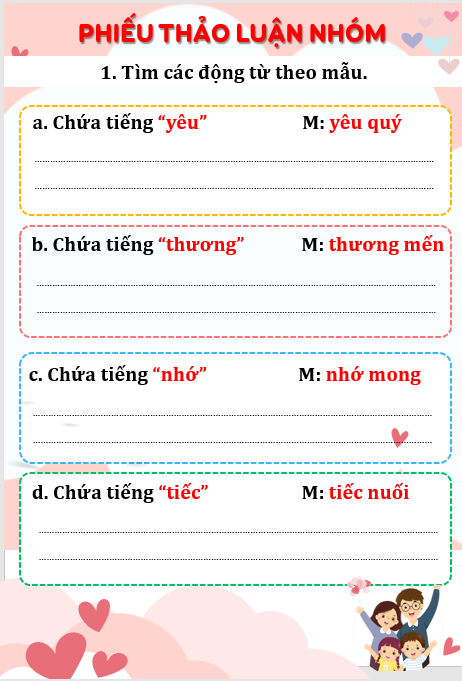 PHIẾU THẢO LUẬN NHÓM
1. Tìm các động từ theo mẫu.
a. Chứa tiếng “yêu” M: yêu quý
b. Chứa tiếng “thương” M: thương mến
c. Chứa tiếng “nhớ” M: nhớ mong
d. Chứa tiếng “tiếc” M: tiếc nuối